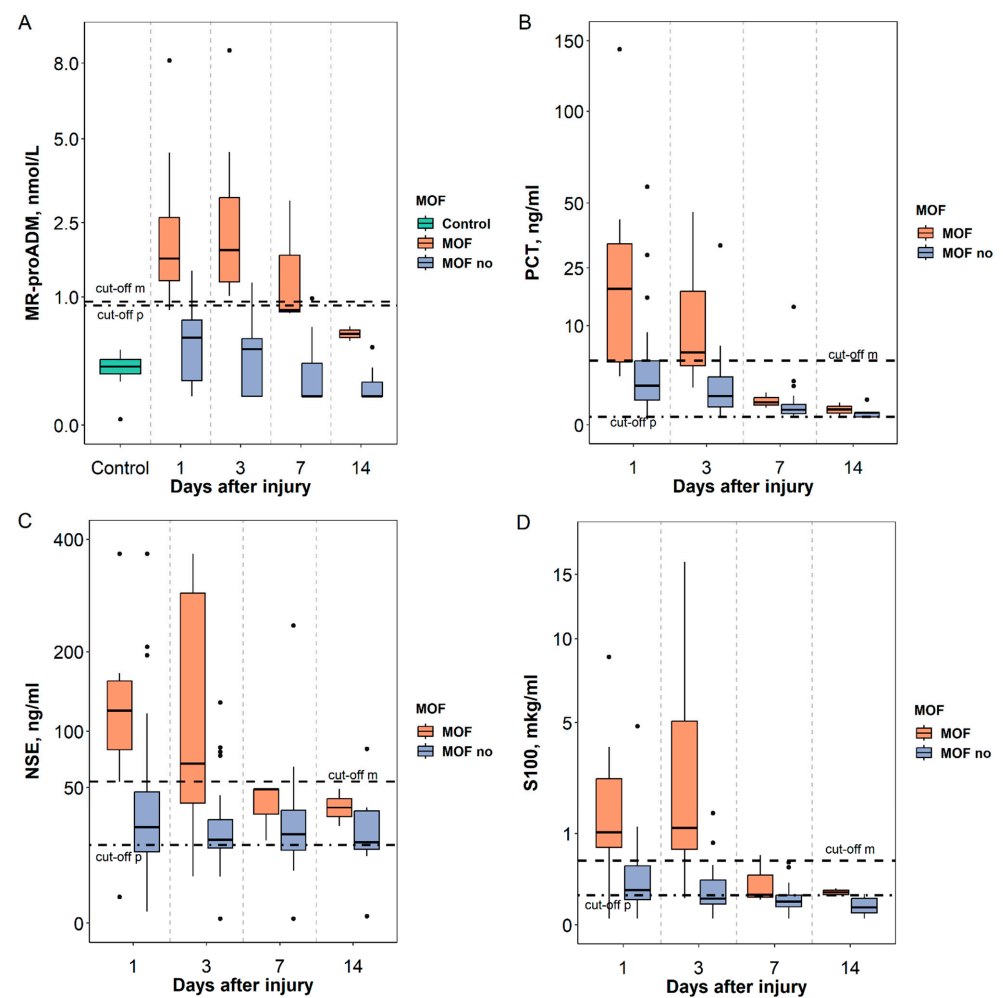 A
MR-proADM, nmol/L
8.0
5.0
2.5
1.0
0.0
cut-off m
cut-off p
Control 1 3 7 14
Days after injury
MOF
Control
MOF
MOF no
B
PCT, ng/ml
150
100
50
25
10
0
cut-off m
cut-off p
1 3 7 14
Days after injury
MOF
MOF
MOF no
C
NSE, ng/ml
400
200
100
50
0
cut-off m
cut-off p
1 3 7 14
Days after injury
MOF
MOF
MOF no
D
S100, mkg/ml
15
10
5
1
0
cut-off m
cut-off p
1 3 7 14
Days after injury
MOF
MOF
MOF no